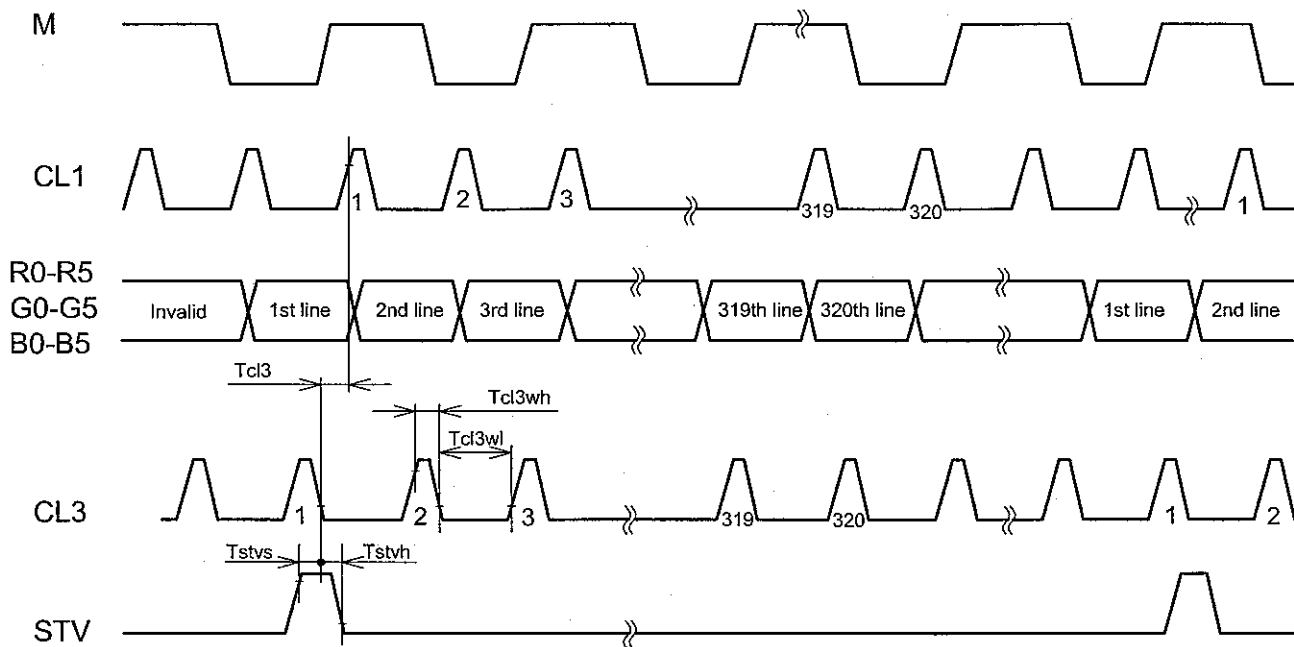 M
CL1
1 2 3 319 320 1
R0-R5
G0-G5
B0-B5
Invalid 1st line 2nd line 3rd line 319th line 320th line 1st line 2nd line
Tcl3
Tcl3wh
Tcl3wl
CL3
1 2 3 319 320 1 2
Tstvs Tstvh
STV